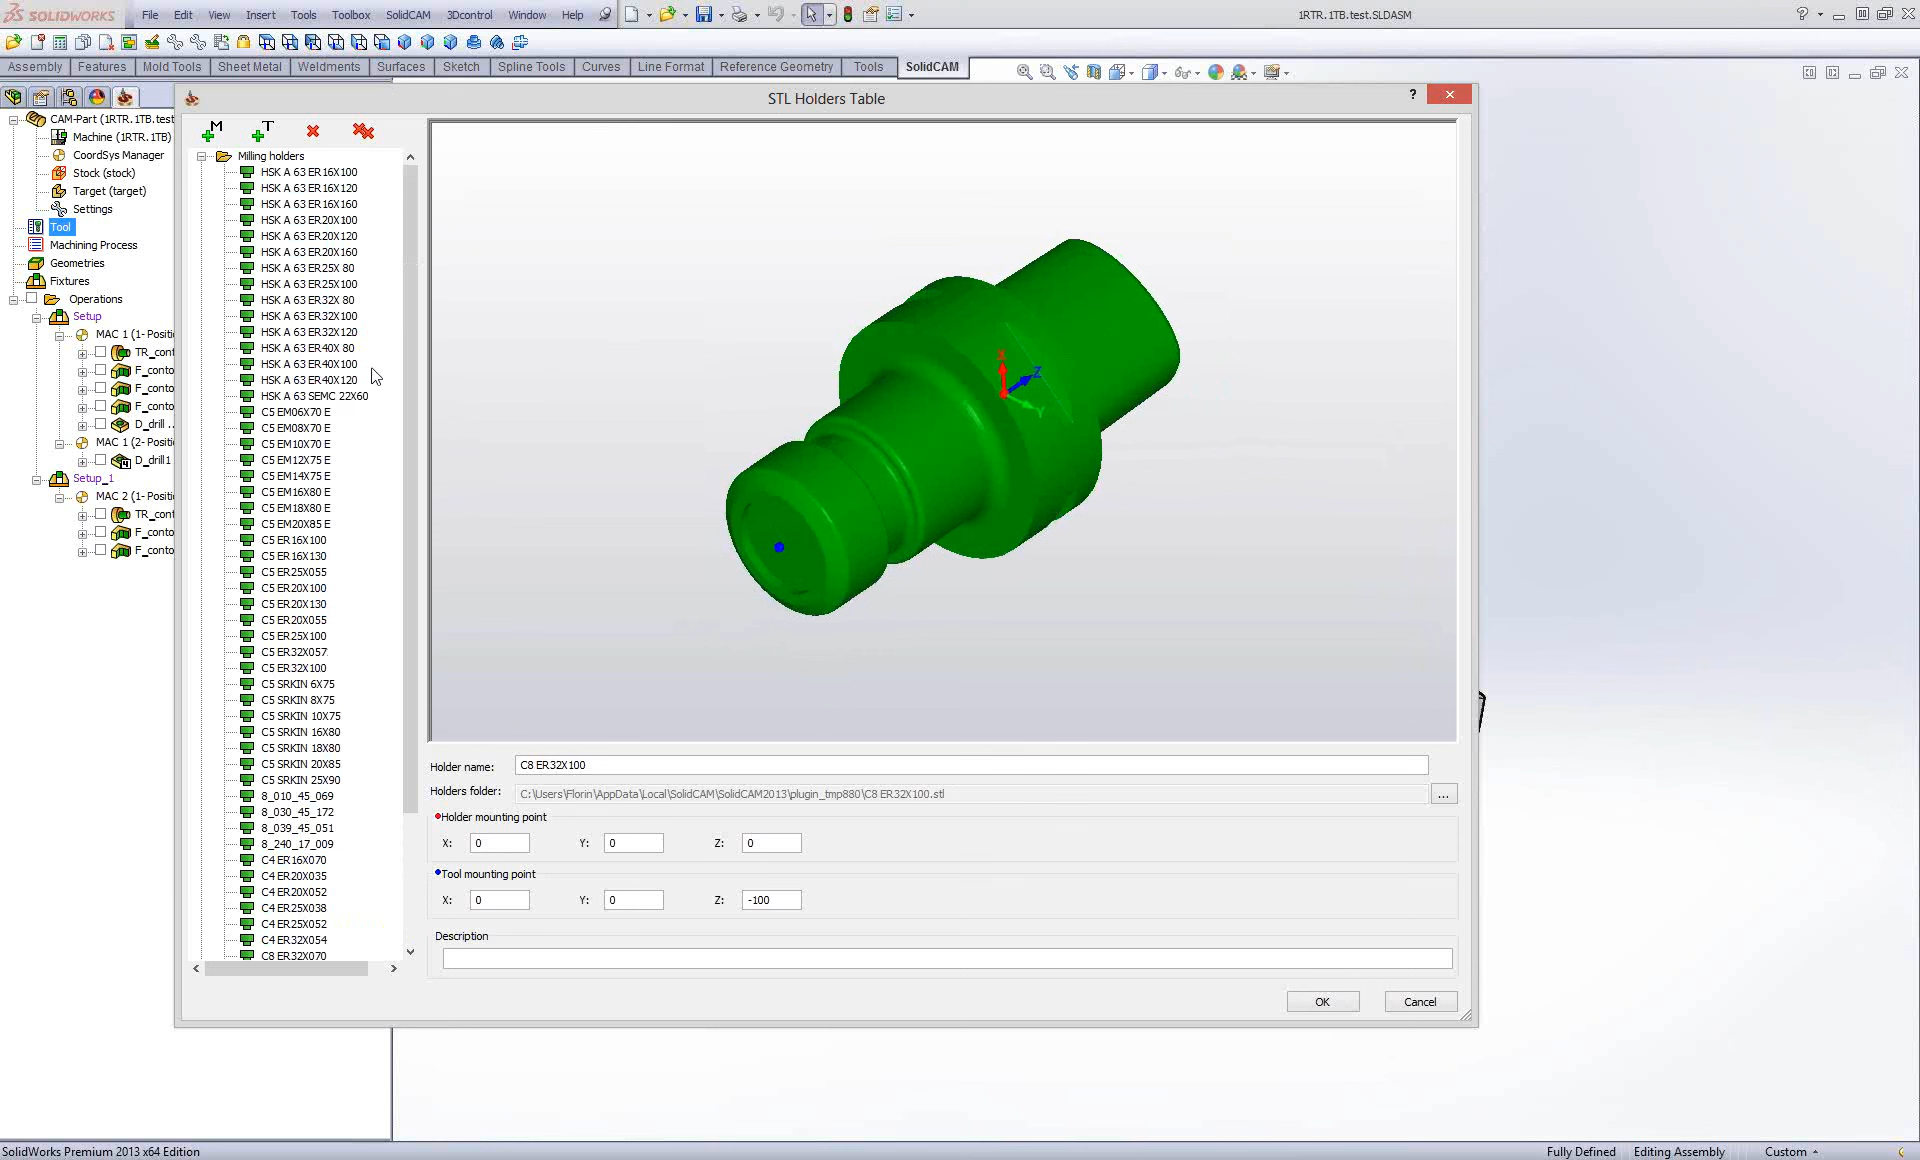 SOLIDWORKS File Edit View Insert Tools Toolbox SolidCAM 3Dcontrol Window Help 1RTR.1TB.test.SLDASM
Assembly Features Mold Tools Sheet Metal Weldments Surfaces Sketch Spline Tools Curves Line Format Reference Geometry Tools SolidCAM
CAM-Part (1RTR.1TB.test
Machine (1RTR.1TB)
CoordSys Manager
Stock (stock)
Target (target)
Settings
Tool
Machining Process
Geometries
Fixtures
Operations
Setup
MAC 1 (1- Positi
TR_cont
F_conto
F_conto
F_conto
D_drill ..
MAC 1 (2- Positi
D_drill1
Setup_1
MAC 2 (1- Positi
TR_cont
F_conto
F_conto
STL Holders Table
?
M T
Milling holders
HSK A 63 ER16X100
HSK A 63 ER16X120
HSK A 63 ER16X160
HSK A 63 ER20X100
HSK A 63 ER20X120
HSK A 63 ER20X160
HSK A 63 ER25X 80
HSK A 63 ER25X100
HSK A 63 ER32X 80
HSK A 63 ER32X100
HSK A 63 ER32X120
HSK A 63 ER40X 80
HSK A 63 ER40X100
HSK A 63 ER40X120
HSK A 63 SEMC 22X60
C5 EM06X70 E
C5 EM08X70 E
C5 EM10X70 E
C5 EM12X75 E
C5 EM14X75 E
C5 EM16X80 E
C5 EM18X80 E
C5 EM20X85 E
C5 ER16X100
C5 ER16X130
C5 ER25X055
C5 ER20X100
C5 ER20X130
C5 ER20X055
C5 ER25X100
C5 ER32X057
C5 ER32X100
C5 SRKIN 6X75
C5 SRKIN 8X75
C5 SRKIN 10X75
C5 SRKIN 16X80
C5 SRKIN 18X80
C5 SRKIN 20X85
C5 SRKIN 25X90
8_010_45_069
8_030_45_172
8_039_45_051
8_240_17_009
C4 ER16X070
C4 ER20X035
C4 ER20X052
C4 ER25X038
C4 ER25X052
C4 ER32X054
C8 ER32X070
X
Z
Y
Holder name: C8 ER32X100
Holders folder: C:\Users\Florin\AppData\Local\SolidCAM\SolidCAM2013\plugin_tmp880\C8 ER32X100.stl ...
Holder mounting point
X: 0 Y: 0 Z: 0
Tool mounting point
X: 0 Y: 0 Z: -100
Description
OK Cancel
SolidWorks Premium 2013 x64 Edition Fully Defined Editing Assembly Custom